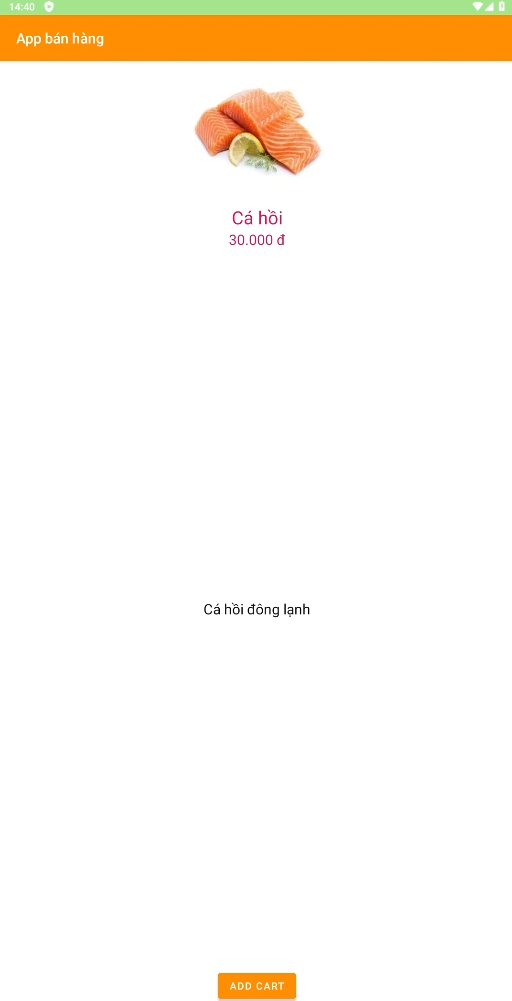 14:40
App bán hàng
Cá hồi
30.000 đ
Cá hồi đông lạnh
ADD CART